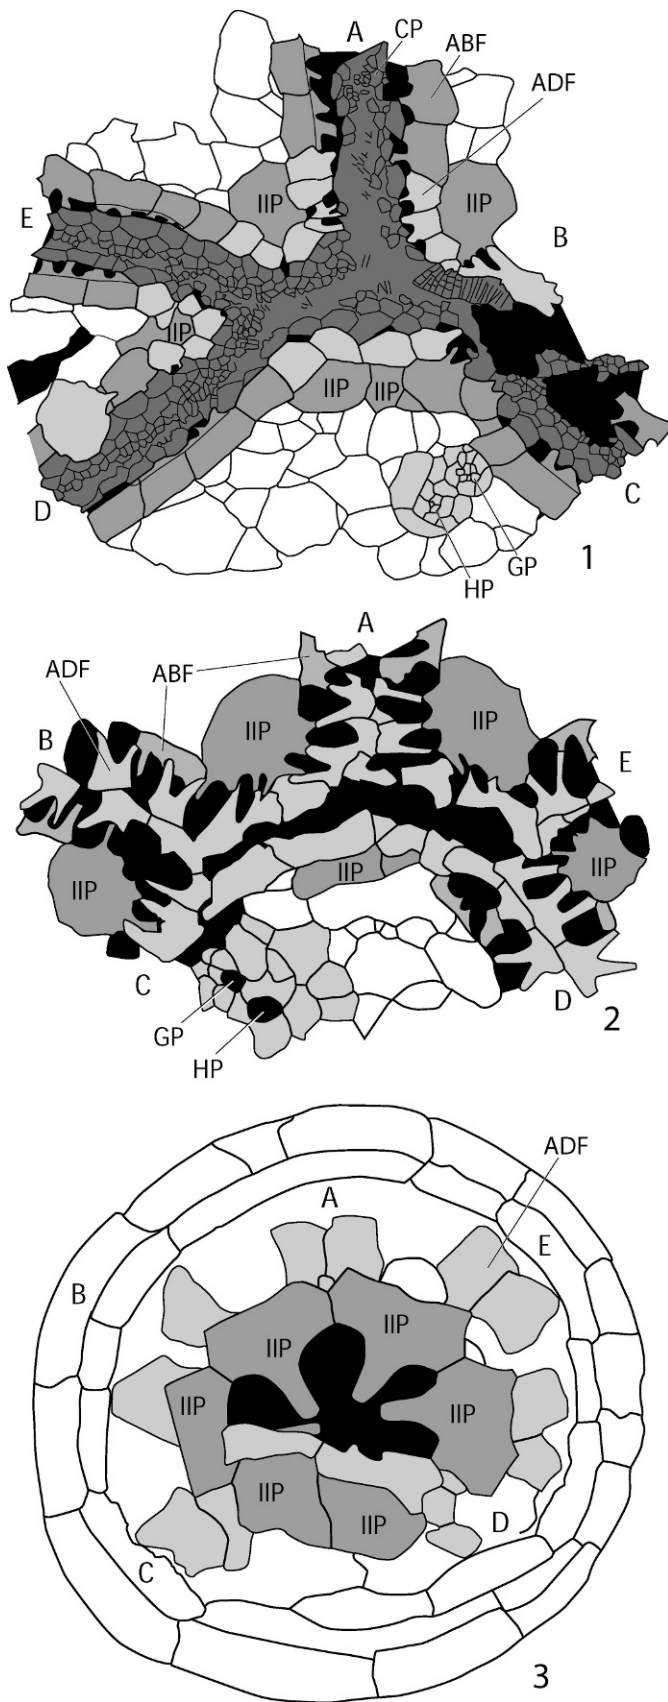 A CP ABF ADF
E IIP IIP B
IIP
IIP IIP
D C
HP GP 1
A
ADF ABF
B IIP IIP E
IIP IIP IIP
C D
GP 2
HP
ADF
A
E
B IIP IIP
IIP IIP
IIP IIP D
C
3